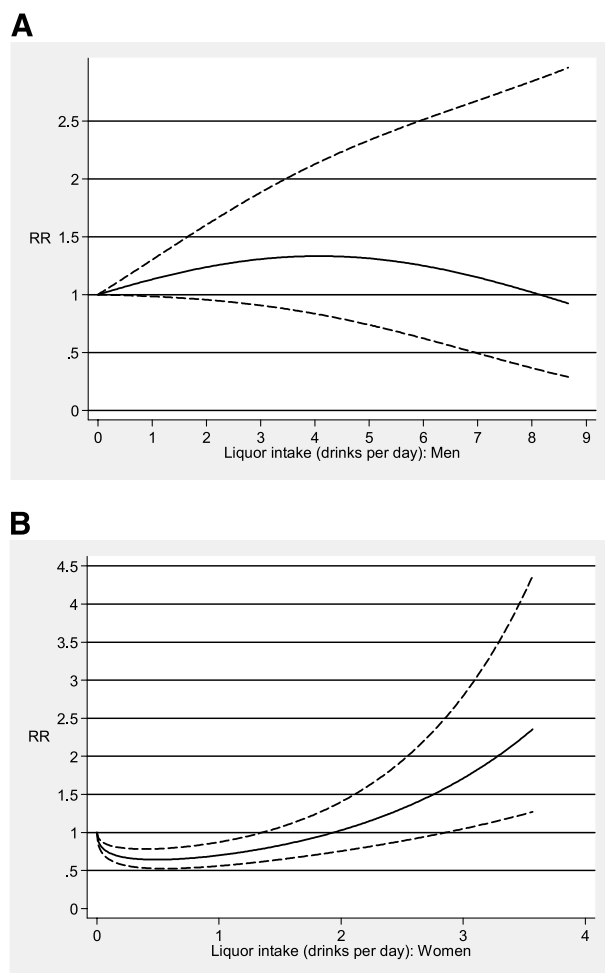 A
2.5
2
RR 1.5
1
.5
0
0 1 2 3 4 5 6 7 8 9
Liquor intake (drinks per day): Men
B
4.5
4
3.5
3
2.5
RR
2
1.5
1
.5
0
0 1 2 3 4
Liquor intake (drinks per day): Women